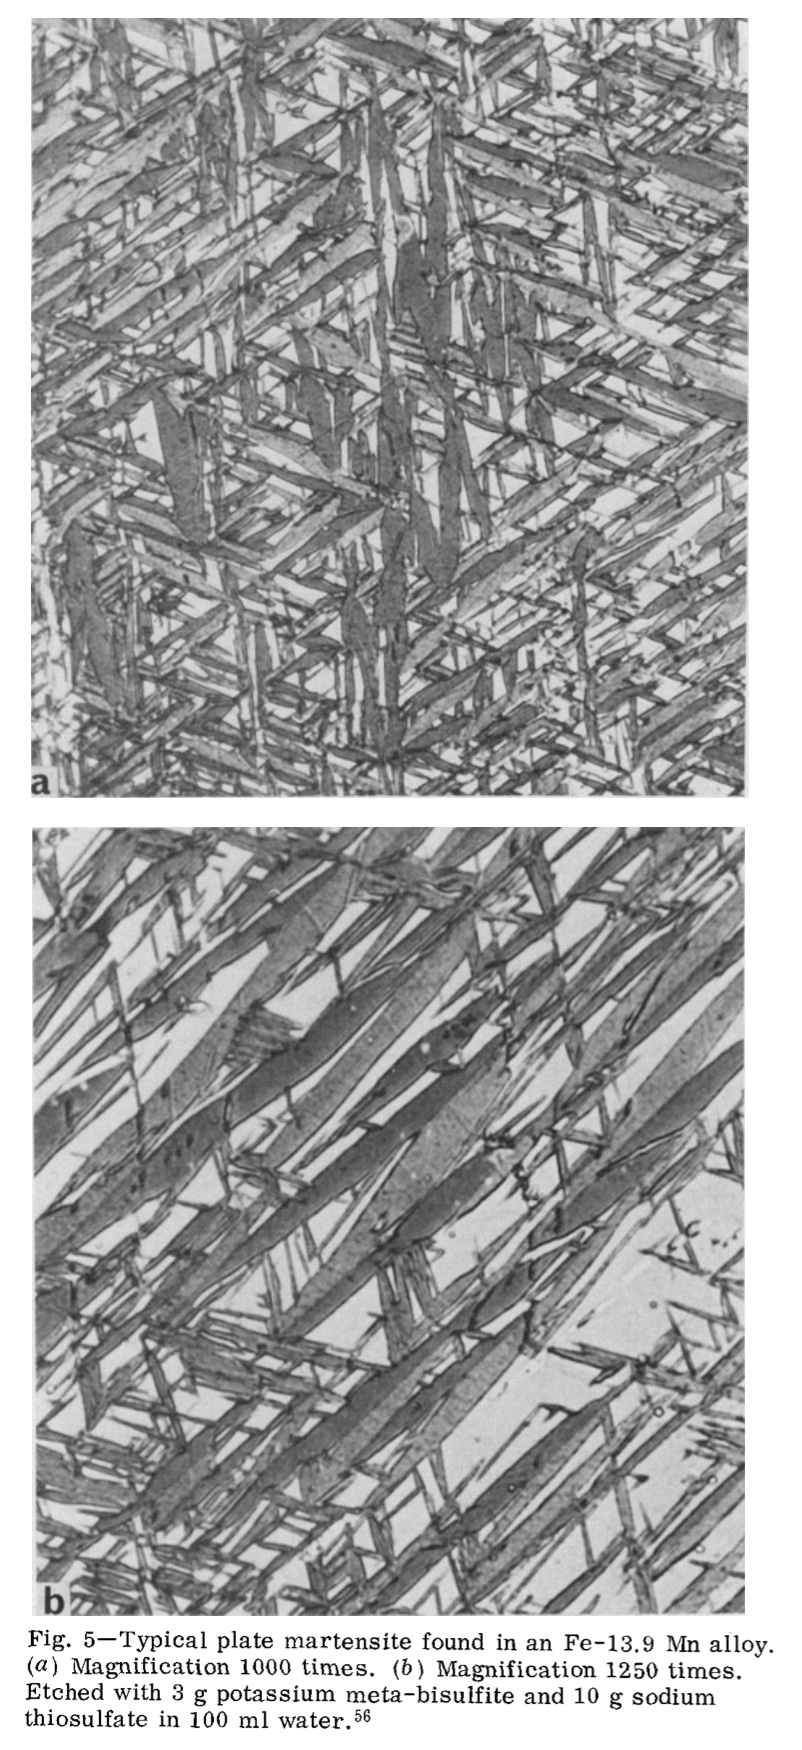 a
b
Fig. 5—Typical plate martensite found in an Fe-13.9 Mn alloy.
(a) Magnification 1000 times. (b) Magnification 1250 times.
Etched with 3 g potassium meta-bisulfite and 10 g sodium
thiosulfate in 100 ml water.56